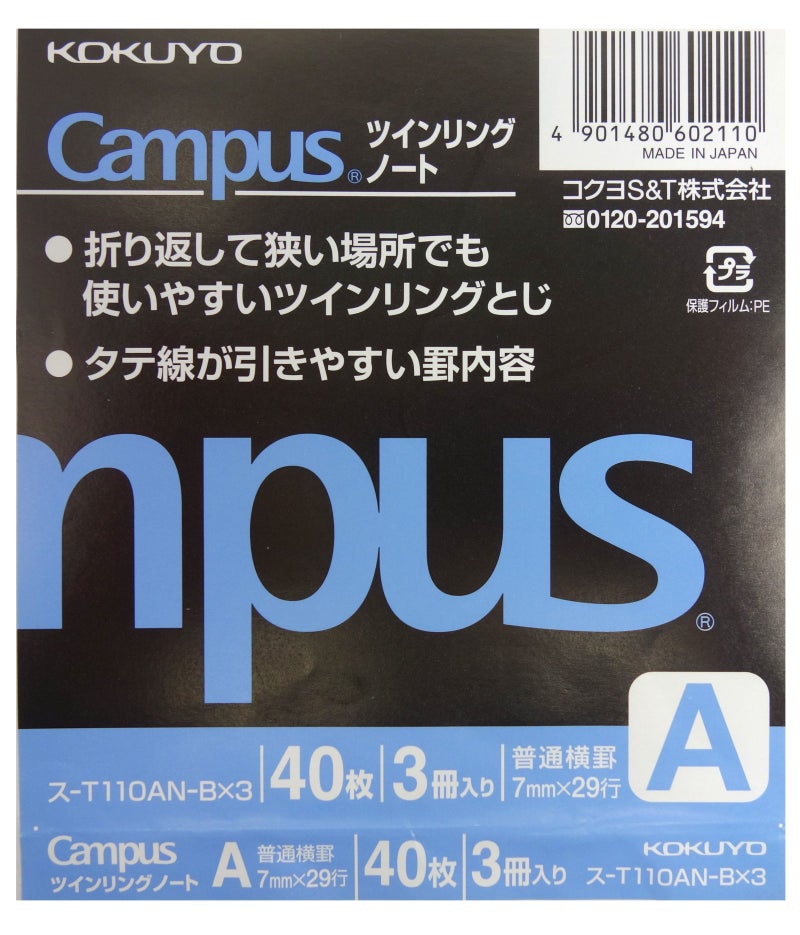 KOKUYO
Campus® ツインリング
ノート
4 901480 602110
MADE IN JAPAN
コクヨS&T株式会社
0120-201594
● 折り返して狭い場所でも
使いやすいツインリングとじ
● タテ線が引きやすい罫内容
プラ
保護フィルム:PE
mpus®
A
ス-T110AN-B×3 40枚 3冊入り 普通横罫
7mm×29行
Campus A 普通横罫 40枚 3冊入り KOKUYO
ツインリングノート 7mm×29行 ス-T110AN-B×3